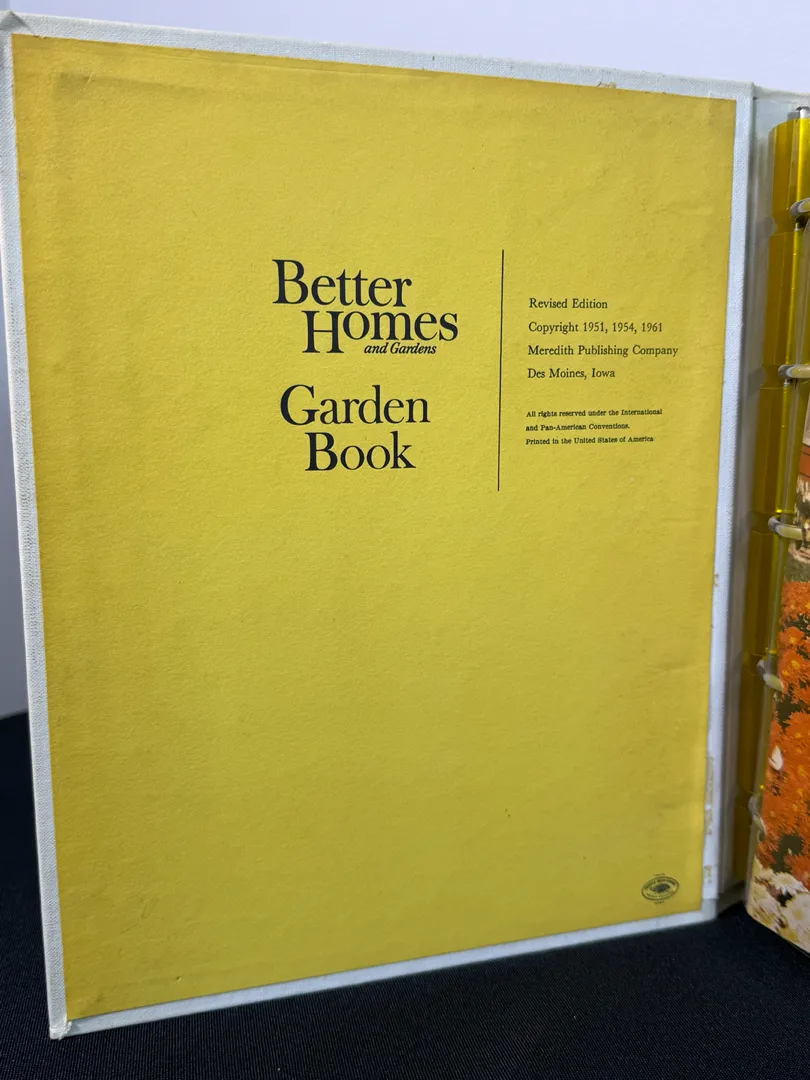 Better
Homes
and Gardens
Garden
Book
Revised Edition
Copyright 1951, 1954, 1961
Meredith Publishing Company
Des Moines, Iowa
All rights reserved under the International
and Pan-American Conventions.
Printed in the United States of America